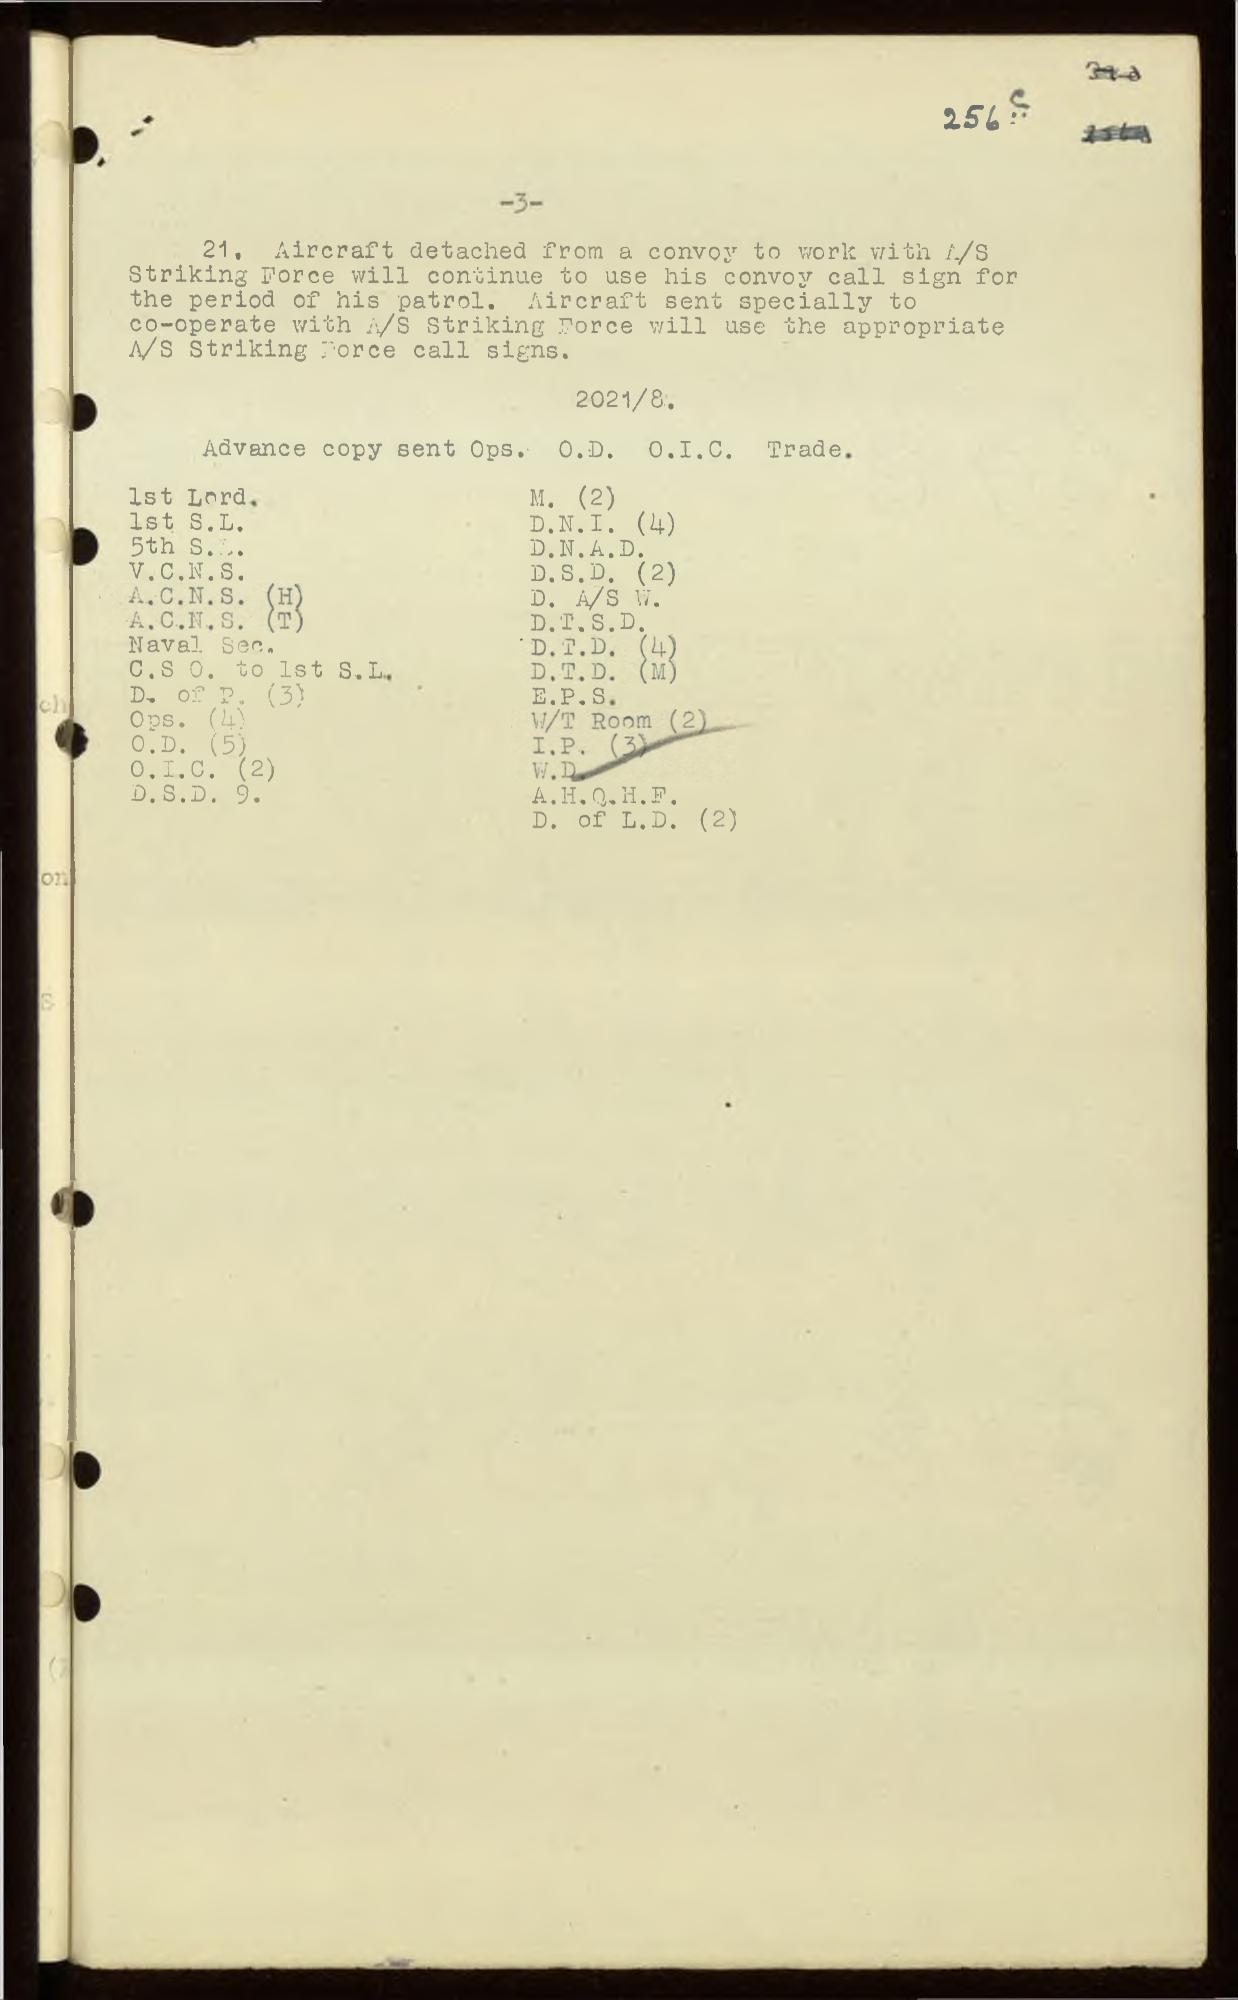 256 c
-3-
21. Aircraft detached from a convoy to work with A/S
Striking Force will continue to use his convoy call sign for
the period of his patrol. Aircraft sent specially to
co-operate with A/S Striking Force will use the appropriate
A/S Striking Force call signs.
2021/8.
Advance copy sent Ops. O.D. O.I.C. Trade.
1st Lord.
1st S.L.
5th S.L.
V.C.N.S.
A.C.N.S. (H)
A.C.N.S. (T)
Naval Sec.
C.S O. to 1st S.L.
D. of P. (3)
Ops. (4)
O.D. (5)
O.I.C. (2)
D.S.D. 9.
M. (2)
D.N.I. (4)
D.N.A.D.
D.S.D. (2)
D. A/S W.
D.T.S.D.
D.T.D. (4)
D.T.D. (M)
E.P.S.
W/T Room (2)
I.P. (3)
W.D.
A.H.Q.H.F.
D. of L.D. (2)
ch
on
S